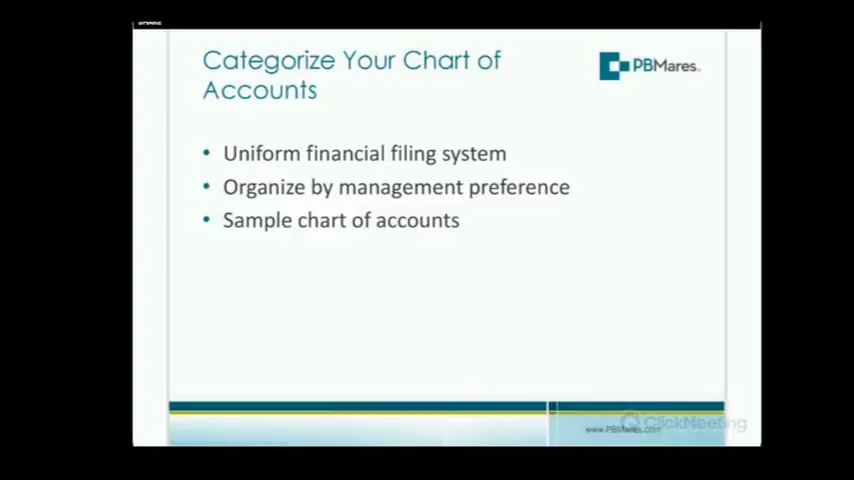 Categorize Your Chart of
Accounts
PBMares
• Uniform financial filing system
• Organize by management preference
• Sample chart of accounts
ClickMeeting
www.PBMares.com